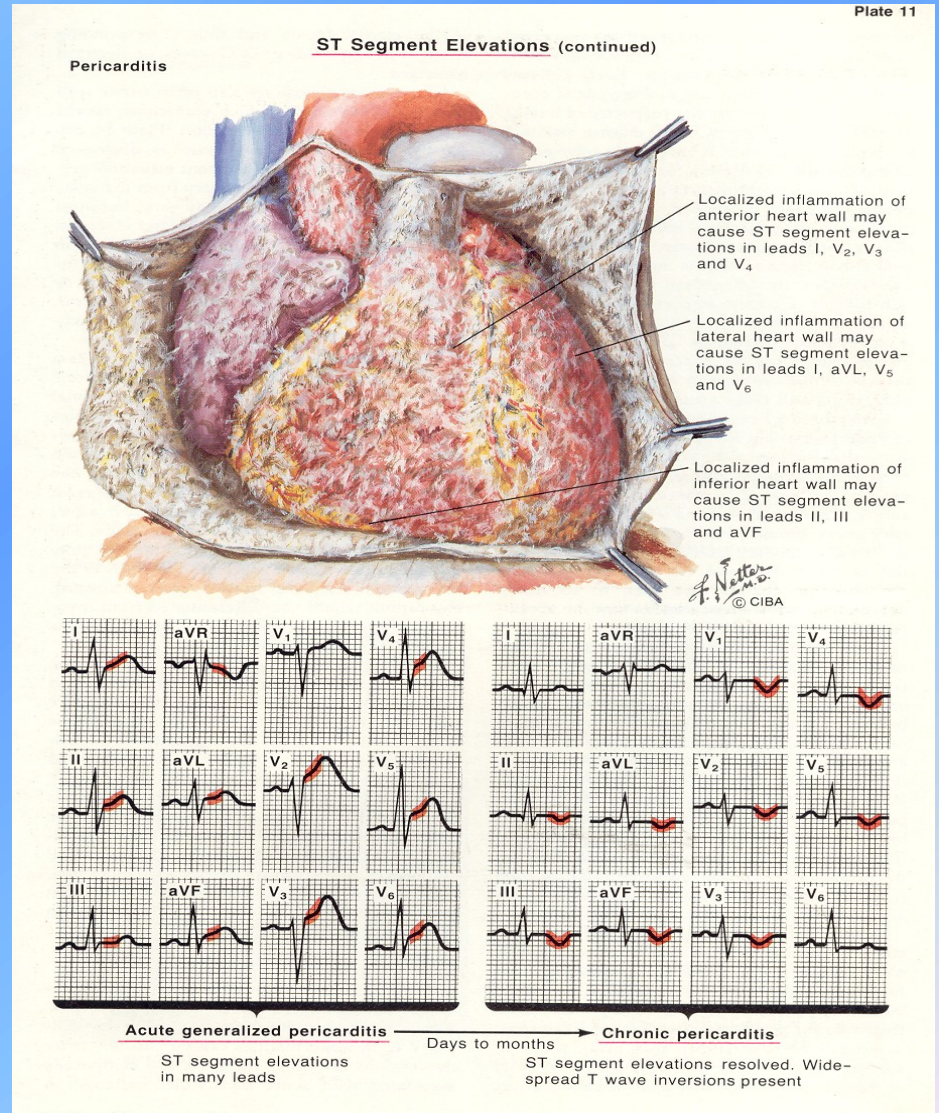 Plate 11
ST Segment Elevations (continued)
Pericarditis
Localized inflammation of
anterior heart wall may
cause ST segment eleva-
tions in leads I, V₂, V₃
and V₄
Localized inflammation of
lateral heart wall may
cause ST segment eleva-
tions in leads I, aVL, V₅
and V₆
Localized inflammation of
inferior heart wall may
cause ST segment eleva-
tions in leads II, III
and aVF
F. Netter
M.D.
© CIBA
I aVR V₁ V₄
II aVL V₂ V₅
III aVF V₃ V₆
I aVR V₁ V₄
II aVL V₂ V₅
III aVF V₃ V₆
Acute generalized pericarditis
ST segment elevations
in many leads
Days to months
Chronic pericarditis
ST segment elevations resolved. Wide-
spread T wave inversions present